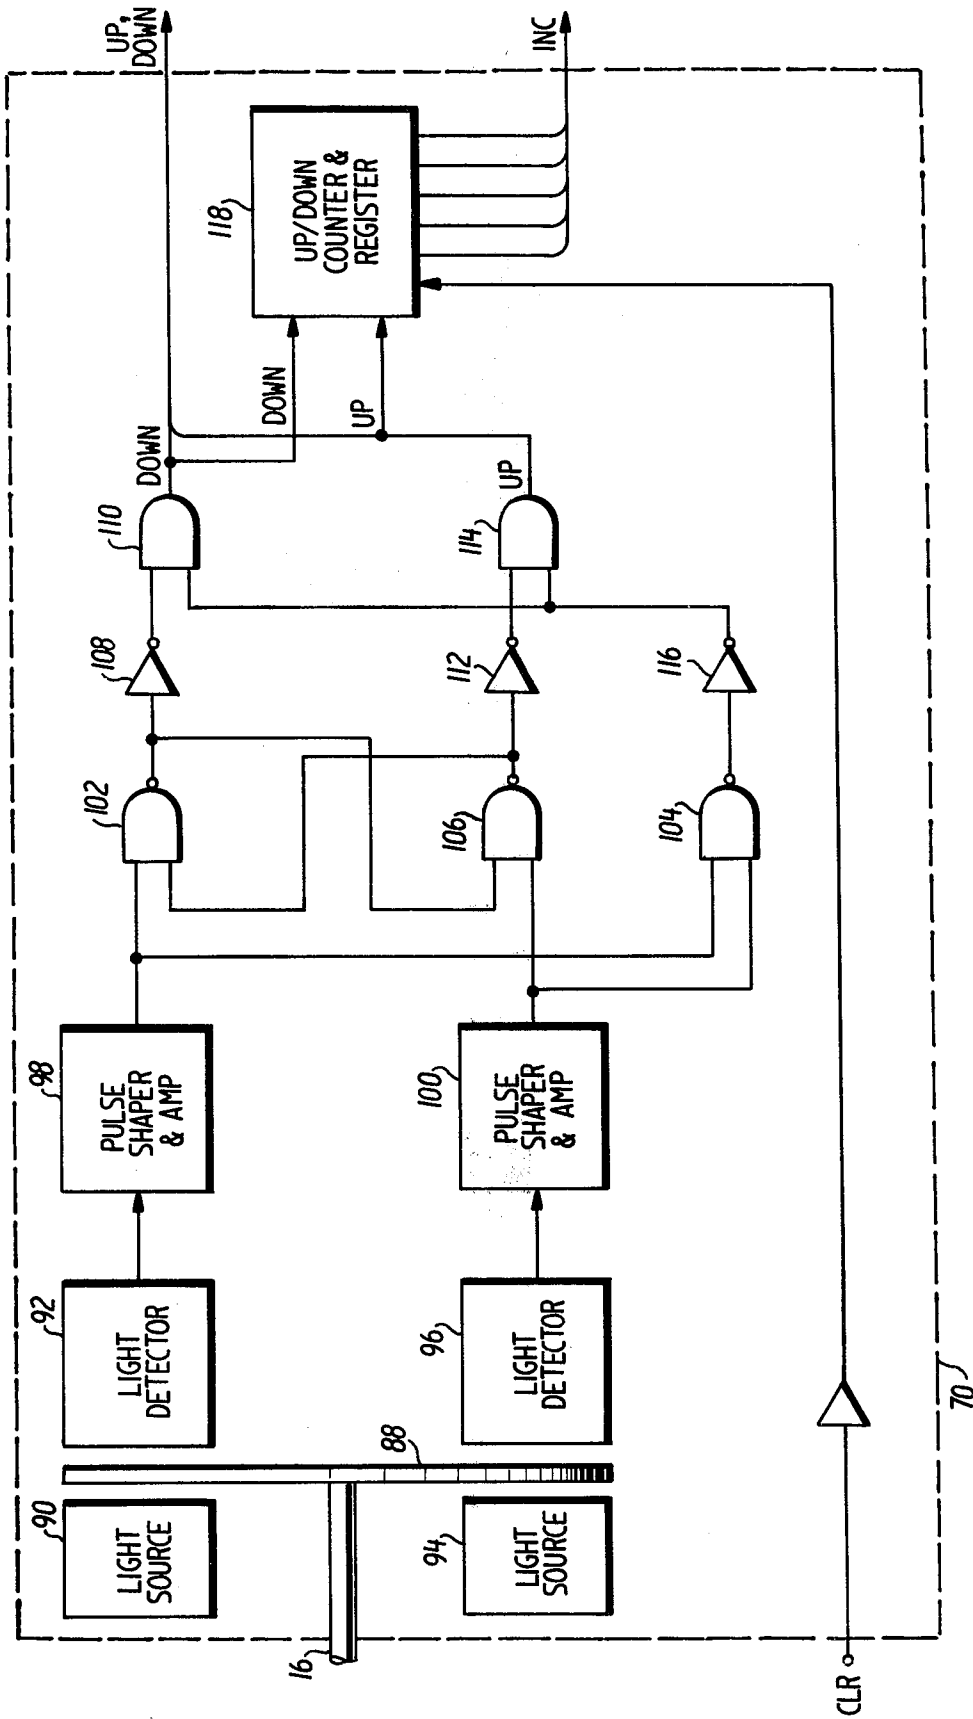 90
LIGHT
SOURCE
92
LIGHT
DETECTOR
98
PULSE
SHAPER
& AMP
102
108
110
DOWN
UP,
DOWN
16
88
118
UP/DOWN
COUNTER &
REGISTER
DOWN
UP
94
LIGHT
SOURCE
96
LIGHT
DETECTOR
100
PULSE
SHAPER
& AMP
106
112
114
UP
INC
104
116
CLR
70